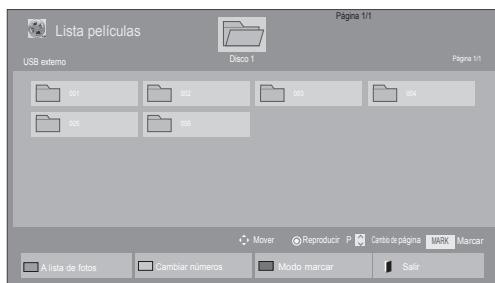 Página 1/1
Lista películas
Disco 1
USB externo
Página 1/1
001
002
003
004
005
006
Mover
Reproducir
P
Cambio de página
MARK
Marcar
A lista de fotos
Cambiar números
Modo marcar
Salir